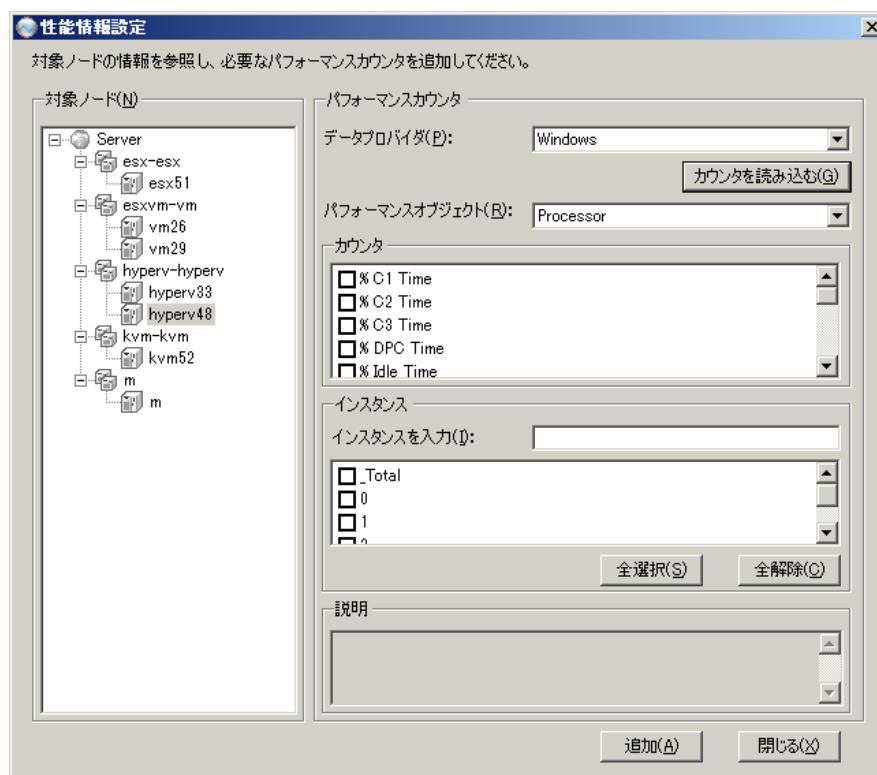 性能情報設定
対象ノードの情報を参照し、必要なパフォーマンスカウンタを追加してください。
対象ノード(N)
Server
esx-esx
esx51
esxvm-vm
vm26
vm29
hyperv-hyperv
hyperv33
hyperv48
kvm-kvm
kvm52
m
m
パフォーマンスカウンタ
データプロバイダ(P):
Windows
カウンタを読み込む(G)
パフォーマンスオブジェクト(R):
Processor
カウンタ
% C1 Time
% C2 Time
% C3 Time
% DPC Time
% Idle Time
インスタンス
インスタンスを入力(I):
_Total
0
1
全選択(S)
全解除(C)
説明
追加(A)
閉じる(X)